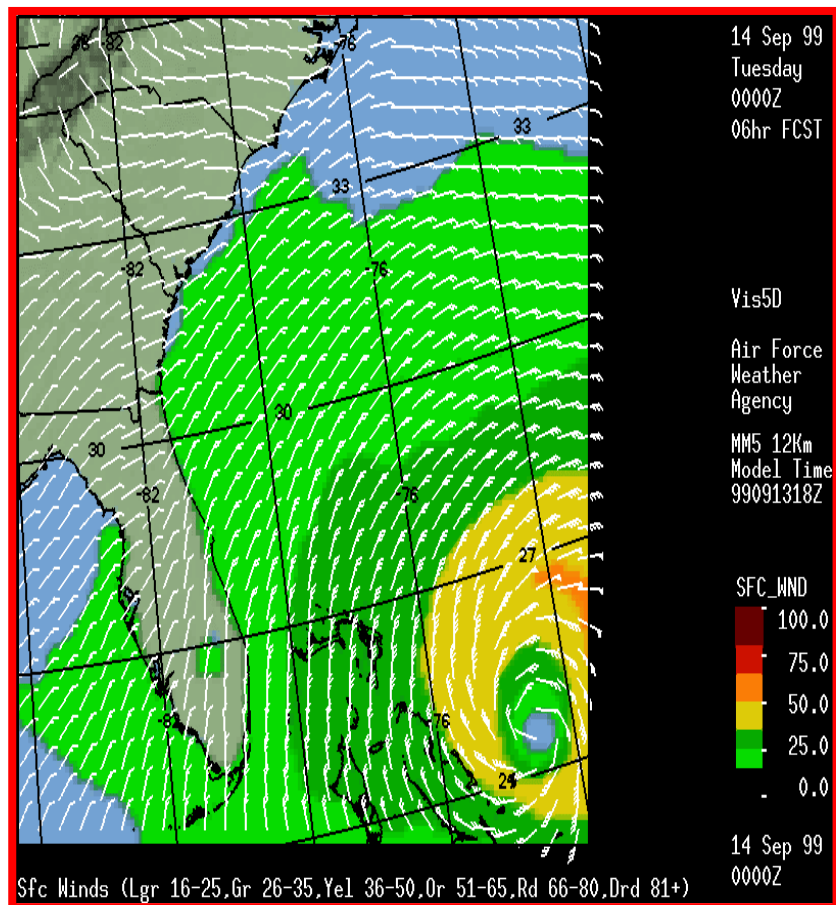 14 Sep 99
Tuesday
0000Z
06hr FCST
-82
-76
33
33
-82
-76
Vis5D
Air Force
Weather
Agency
MM5 12Km
Model Time
99091318Z
30
30
-82
-76
27
SFC_WND
100.0
75.0
50.0
25.0
0.0
-82
-76
24
14 Sep 99
0000Z
Sfc Winds (Lgr 16-25,Gr 26-35,Yel 36-50,Or 51-65,Rd 66-80,Drd 81+)